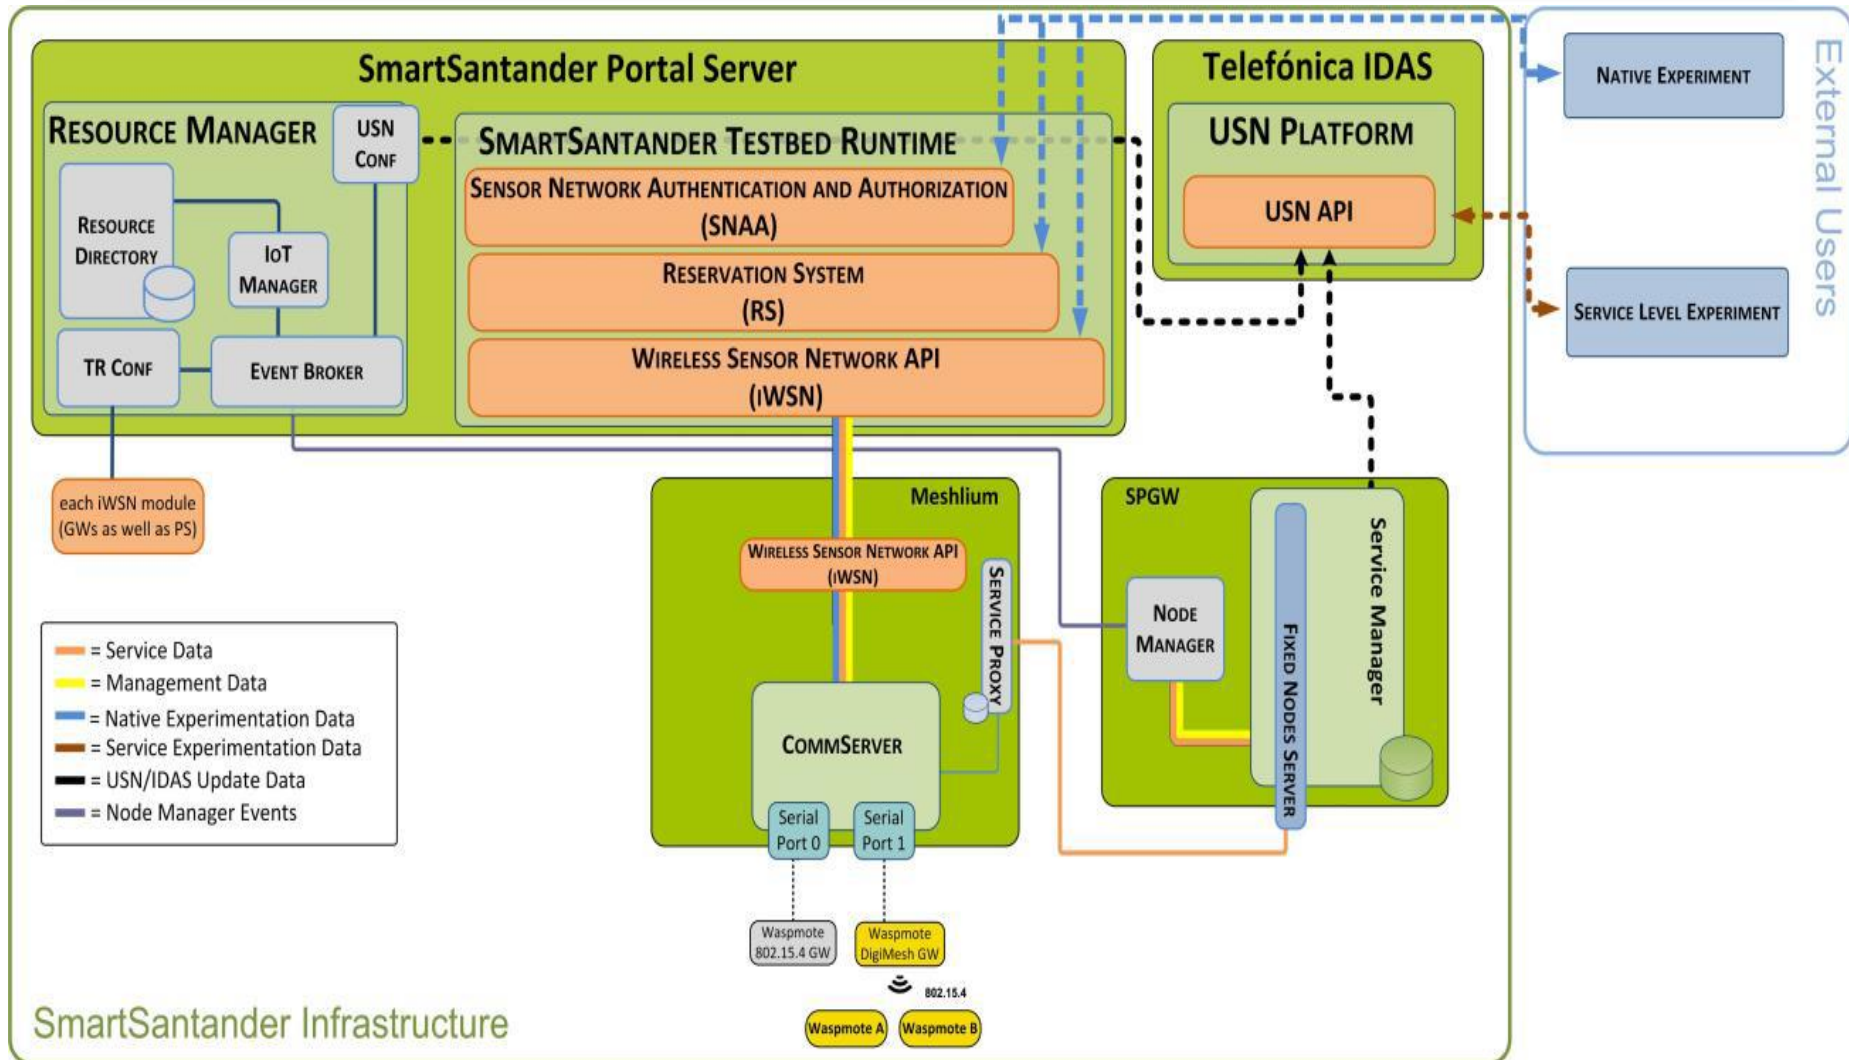 SmartSantander Portal Server
RESOURCE MANAGER
USN
CONF
RESOURCE
DIRECTORY
IOT
MANAGER
TR CONF
EVENT BROKER
SMARTSANTANDER TESTBED RUNTIME
SENSOR NETWORK AUTHENTICATION AND AUTHORIZATION
(SNAA)
RESERVATION SYSTEM
(RS)
WIRELESS SENSOR NETWORK API
(IWSN)
Telefónica IDAS
USN PLATFORM
USN API
External Users
NATIVE EXPERIMENT
SERVICE LEVEL EXPERIMENT
each iWSN module
(GWs as well as PS)
Meshlium
WIRELESS SENSOR NETWORK API
(IWSN)
SERVICE PROXY
COMMSERVER
Serial
Port 0
Serial
Port 1
SPGW
NODE
MANAGER
FIXED NODES SERVER
Service Manager
= Service Data
= Management Data
= Native Experimentation Data
= Service Experimentation Data
= USN/IDAS Update Data
= Node Manager Events
Waspmote
802.15.4 GW
Waspmote
DigiMesh GW
802.15.4
Waspmote A
Waspmote B
SmartSantander Infrastructure